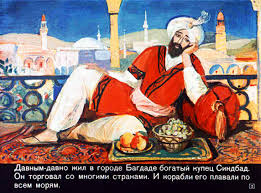 Давным-давно жил в городе Багдаде богатый купец Синдбад.
Он торговал со многими странами. И корабли его плавали по
всем морям.